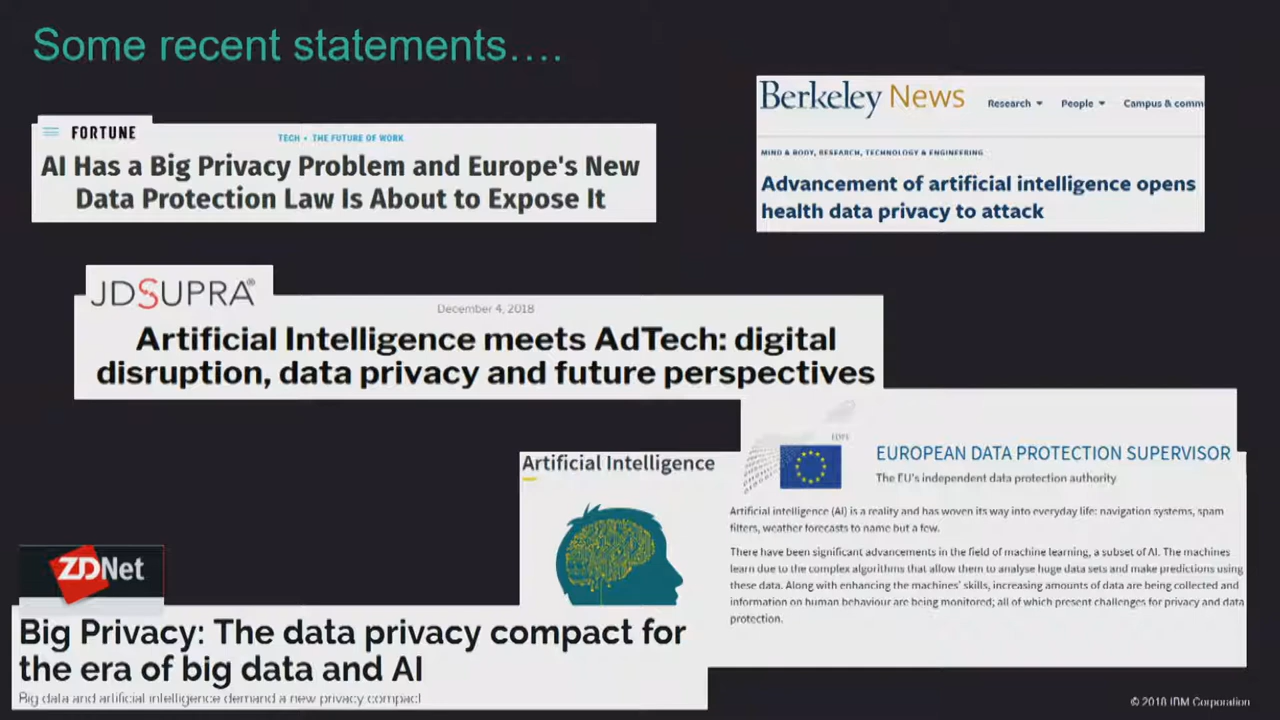 Some recent statements….
FORTUNE
TECH • THE FUTURE OF WORK
AI Has a Big Privacy Problem and Europe's New
Data Protection Law Is About to Expose It
Berkeley News
Research
People
Campus & comm
MIND & BODY, RESEARCH, TECHNOLOGY & ENGINEERING
Advancement of artificial intelligence opens
health data privacy to attack
JDSUPRA®
December 4, 2018
Artificial Intelligence meets AdTech: digital
disruption, data privacy and future perspectives
Artificial Intelligence
EDPS
EUROPEAN DATA PROTECTION SUPERVISOR
The EU's independent data protection authority
Artificial intelligence (AI) is a reality and has woven its way into everyday life: navigation systems, spam
filters, weather forecasts to name but a few.
There have been significant advancements in the field of machine learning, a subset of AI. The machines
learn due to the complex algorithms that allow them to analyse huge data sets and make predictions using
these data. Along with enhancing the machines' skills, increasing amounts of data are being collected and
information on human behaviour are being monitored; all of which present challenges for privacy and data
protection.
ZDNet
Big Privacy: The data privacy compact for
the era of big data and AI
Big data and artificial intelligence demand a new privacy compact
© 2018 IBM Corporation